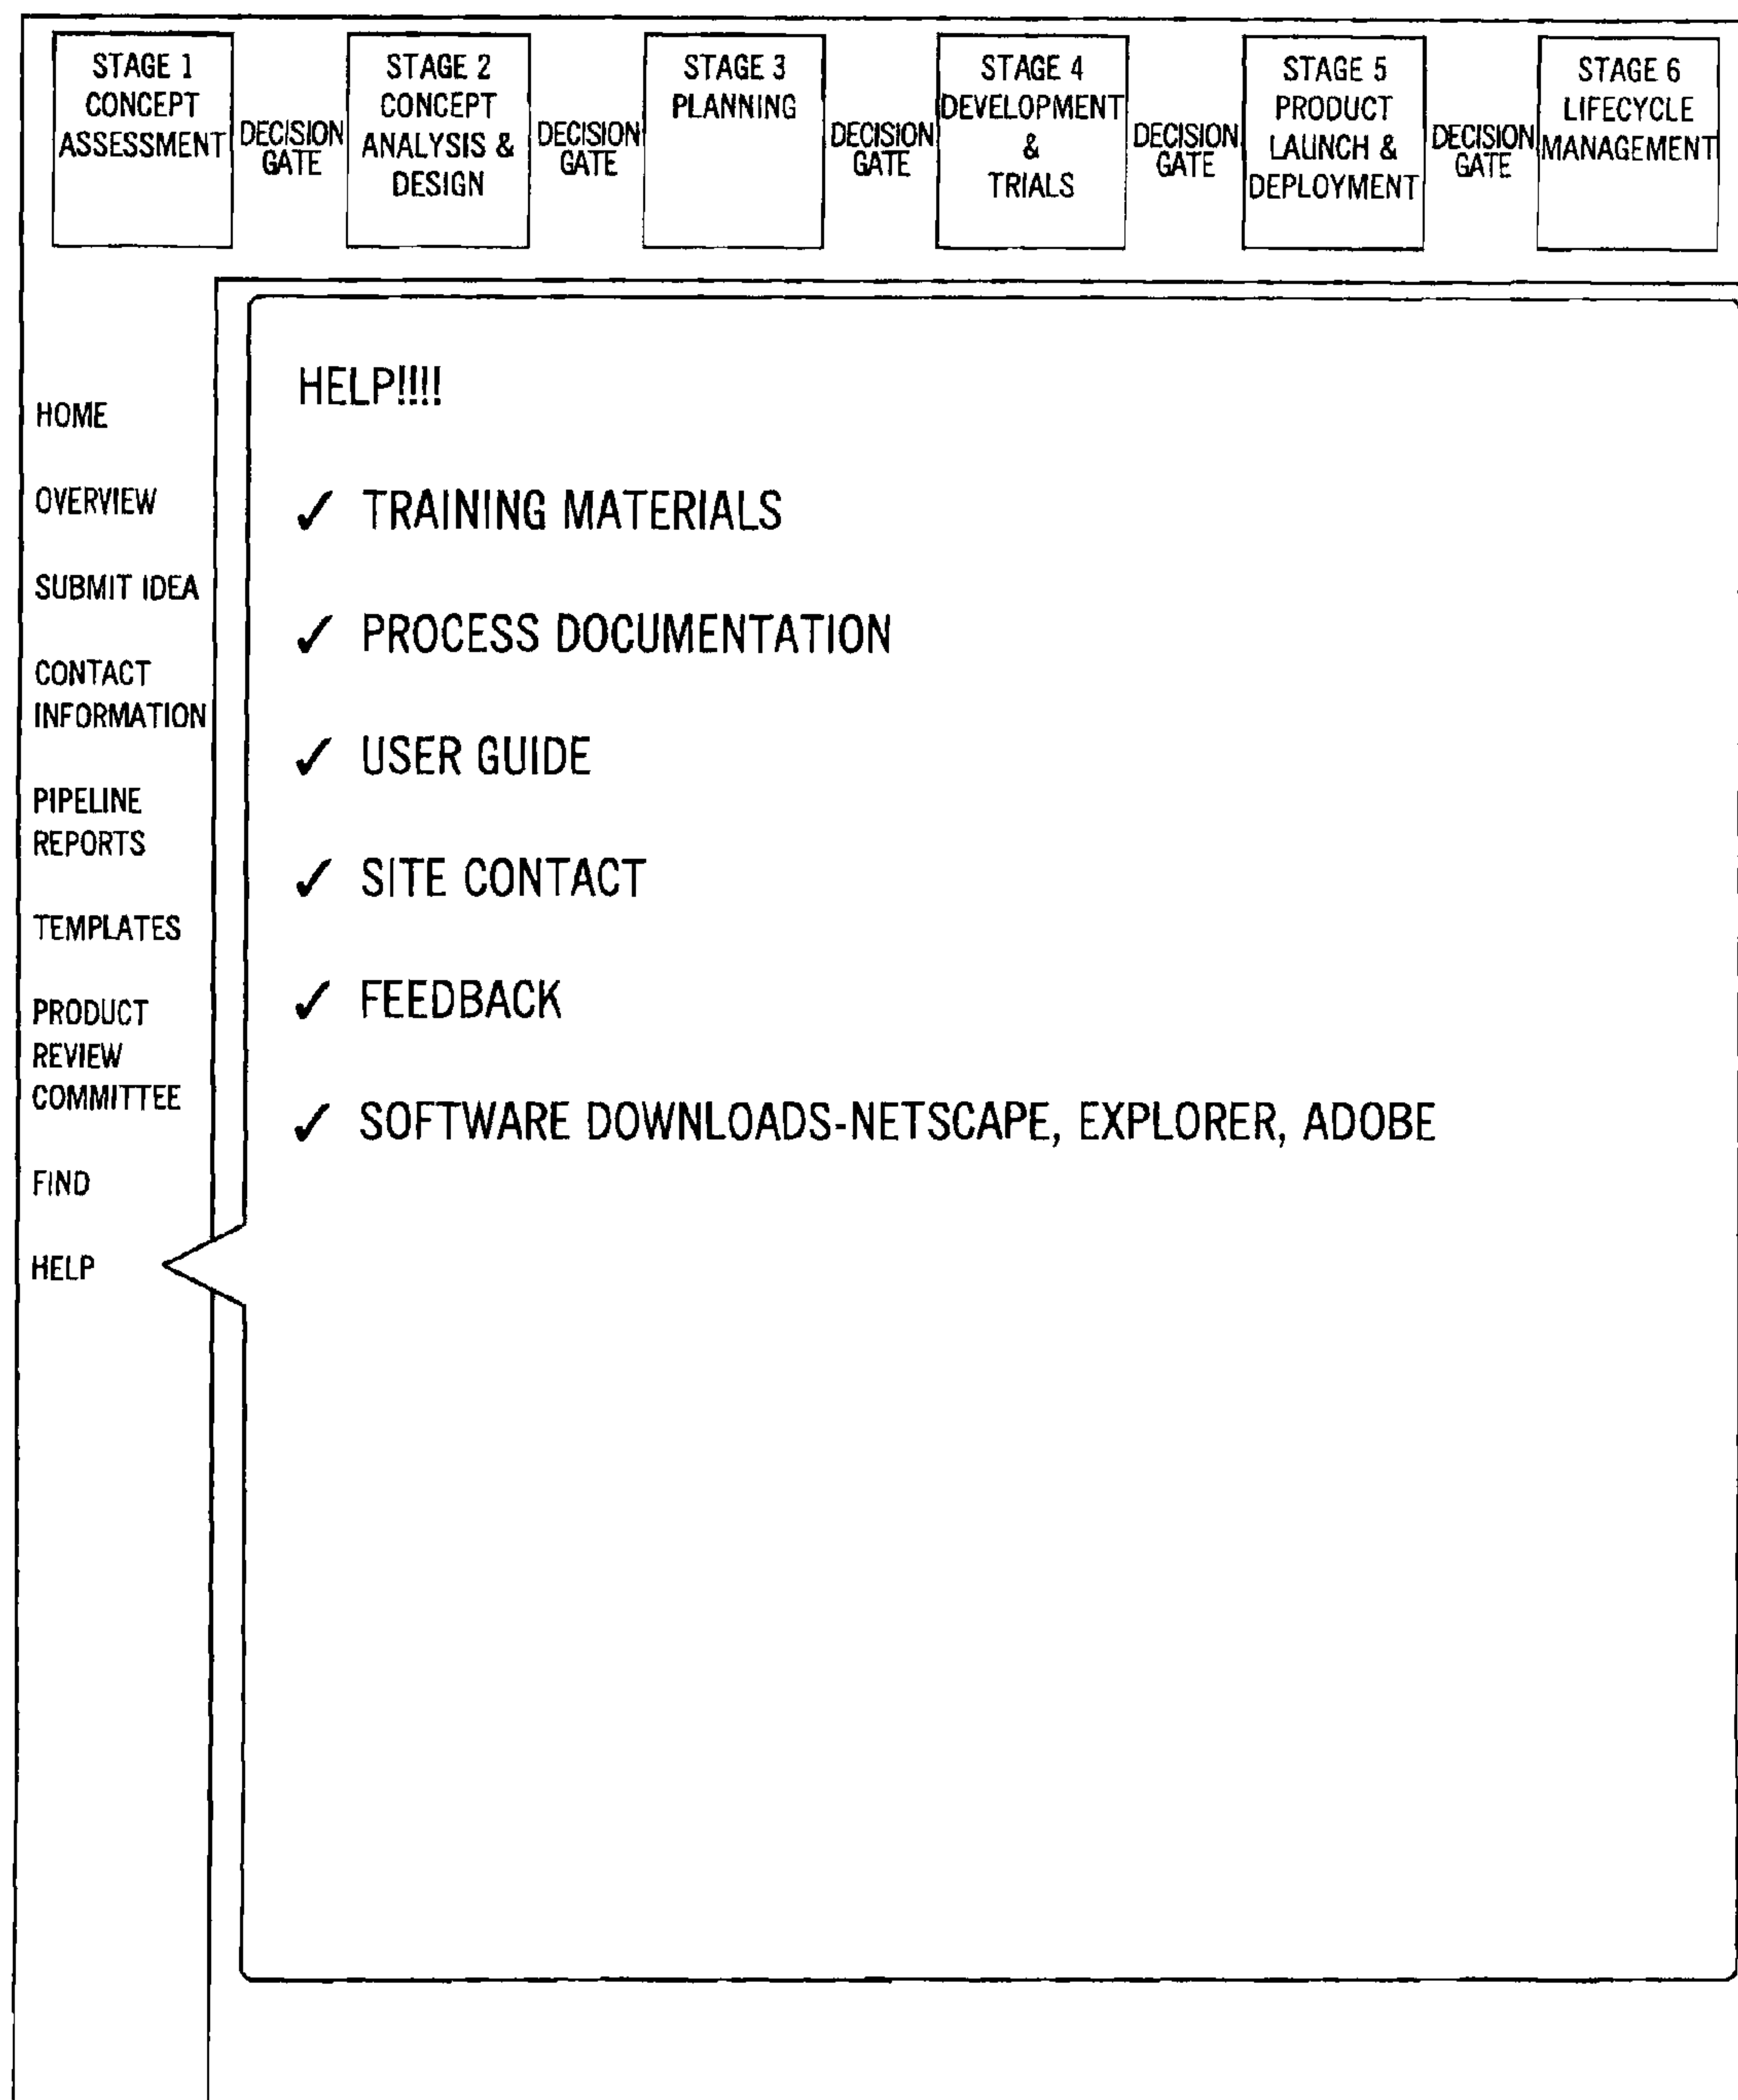 STAGE 1
CONCEPT
ASSESSMENT
DECISION
GATE
STAGE 2
CONCEPT
ANALYSIS &
DESIGN
DECISION
GATE
STAGE 3
PLANNING
DECISION
GATE
STAGE 4
DEVELOPMENT
&
TRIALS
DECISION
GATE
STAGE 5
PRODUCT
LAUNCH &
DEPLOYMENT
DECISION
GATE
STAGE 6
LIFECYCLE
MANAGEMENT
HOME
OVERVIEW
SUBMIT IDEA
CONTACT
INFORMATION
PIPELINE
REPORTS
TEMPLATES
PRODUCT
REVIEW
COMMITTEE
FIND
HELP
HELP!!!!
✓ TRAINING MATERIALS
✓ PROCESS DOCUMENTATION
✓ USER GUIDE
✓ SITE CONTACT
✓ FEEDBACK
✓ SOFTWARE DOWNLOADS-NETSCAPE, EXPLORER, ADOBE